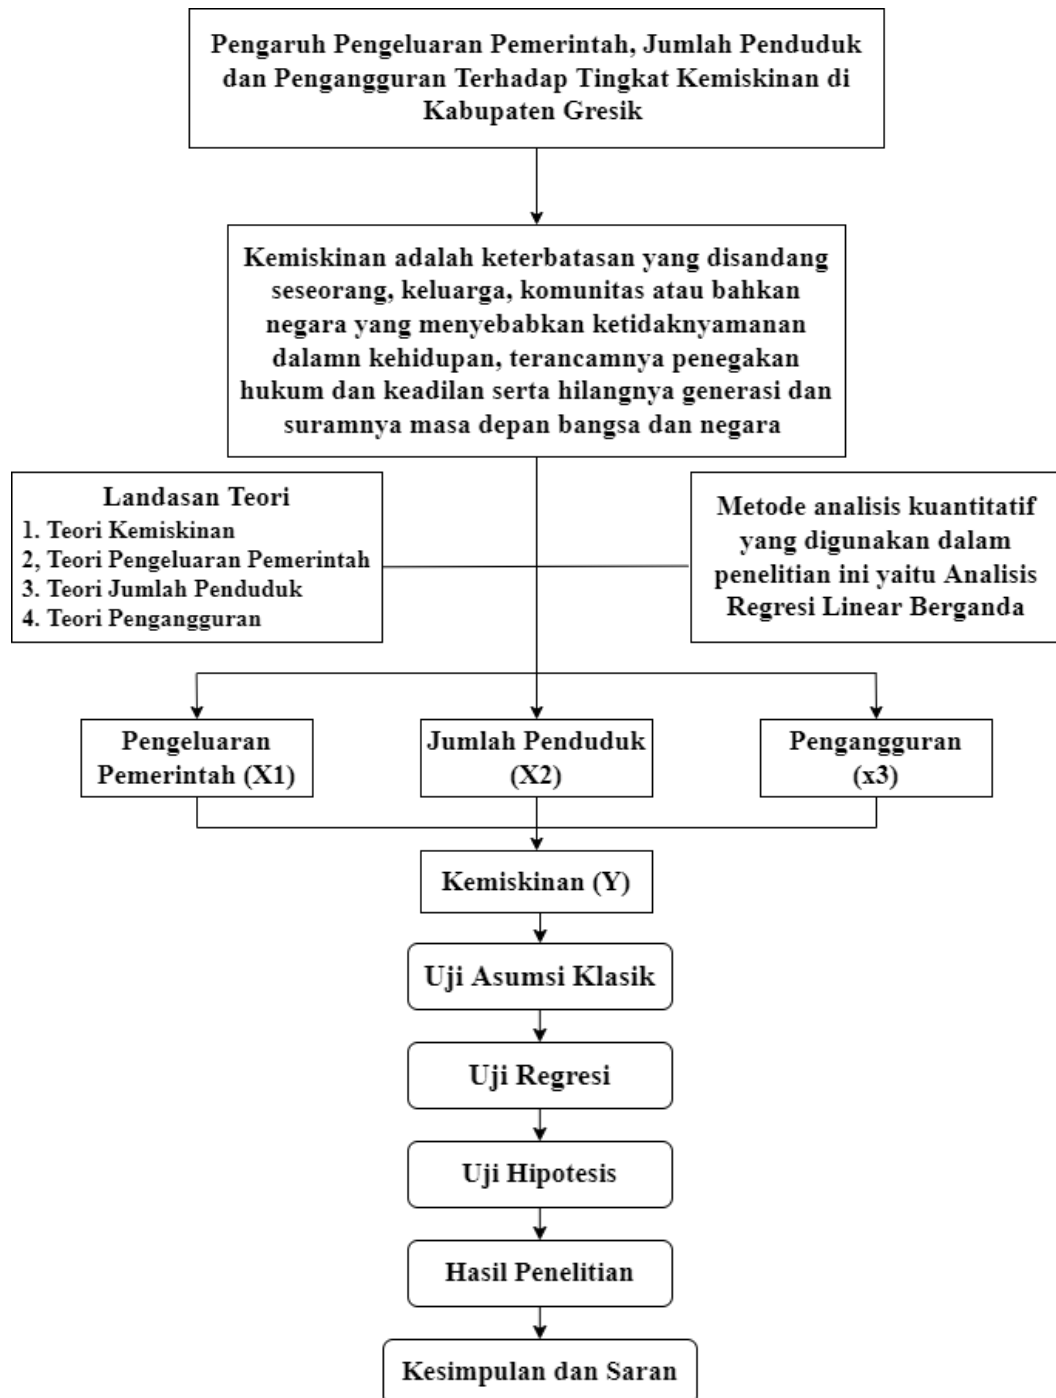 Pengaruh Pengeluaran Pemerintah, Jumlah Penduduk
dan Pengangguran Terhadap Tingkat Kemiskinan di
Kabupaten Gresik
Kemiskinan adalah keterbatasan yang disandang
seseorang, keluarga, komunitas atau bahkan
negara yang menyebabkan ketidaknyamanan
dalamn kehidupan, terancamnya penegakan
hukum dan keadilan serta hilangnya generasi dan
suramnya masa depan bangsa dan negara
Landasan Teori
1. Teori Kemiskinan
2, Teori Pengeluaran Pemerintah
3. Teori Jumlah Penduduk
4. Teori Pengangguran
Metode analisis kuantitatif
yang digunakan dalam
penelitian ini yaitu Analisis
Regresi Linear Berganda
Pengeluaran
Pemerintah (X1)
Jumlah Penduduk
(X2)
Pengangguran
(x3)
Kemiskinan (Y)
Uji Asumsi Klasik
Uji Regresi
Uji Hipotesis
Hasil Penelitian
Kesimpulan dan Saran